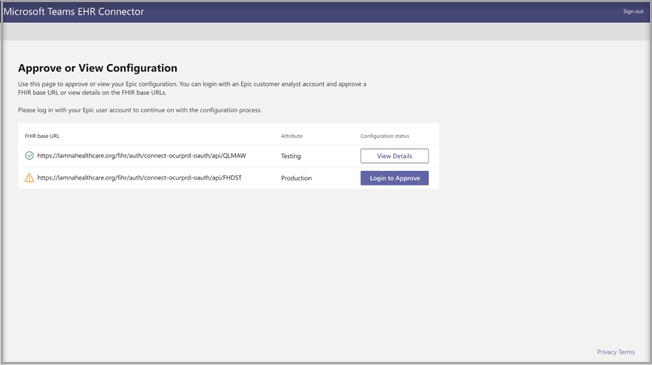 Microsoft Teams EHR Connector Sign out
Approve or View Configuration
Use this page to approve or view your Epic configuration. You can login with an Epic customer analyst account and approve a
FHIR base URL or view details on the FHIR base URLs.
Please log in with your Epic user account to continue on with the configuration process.
FHIR base URL Attribute Configuration status
https://lamnahealthcare.org/fihr/auth/connect-ocurprd-oauth/api/QLMAW Testing View Details
https://lamnahealthcare.org/fihr/auth/connect-ocurprd-oauth/api/FHDST Production Login to Approve
Privacy Terms